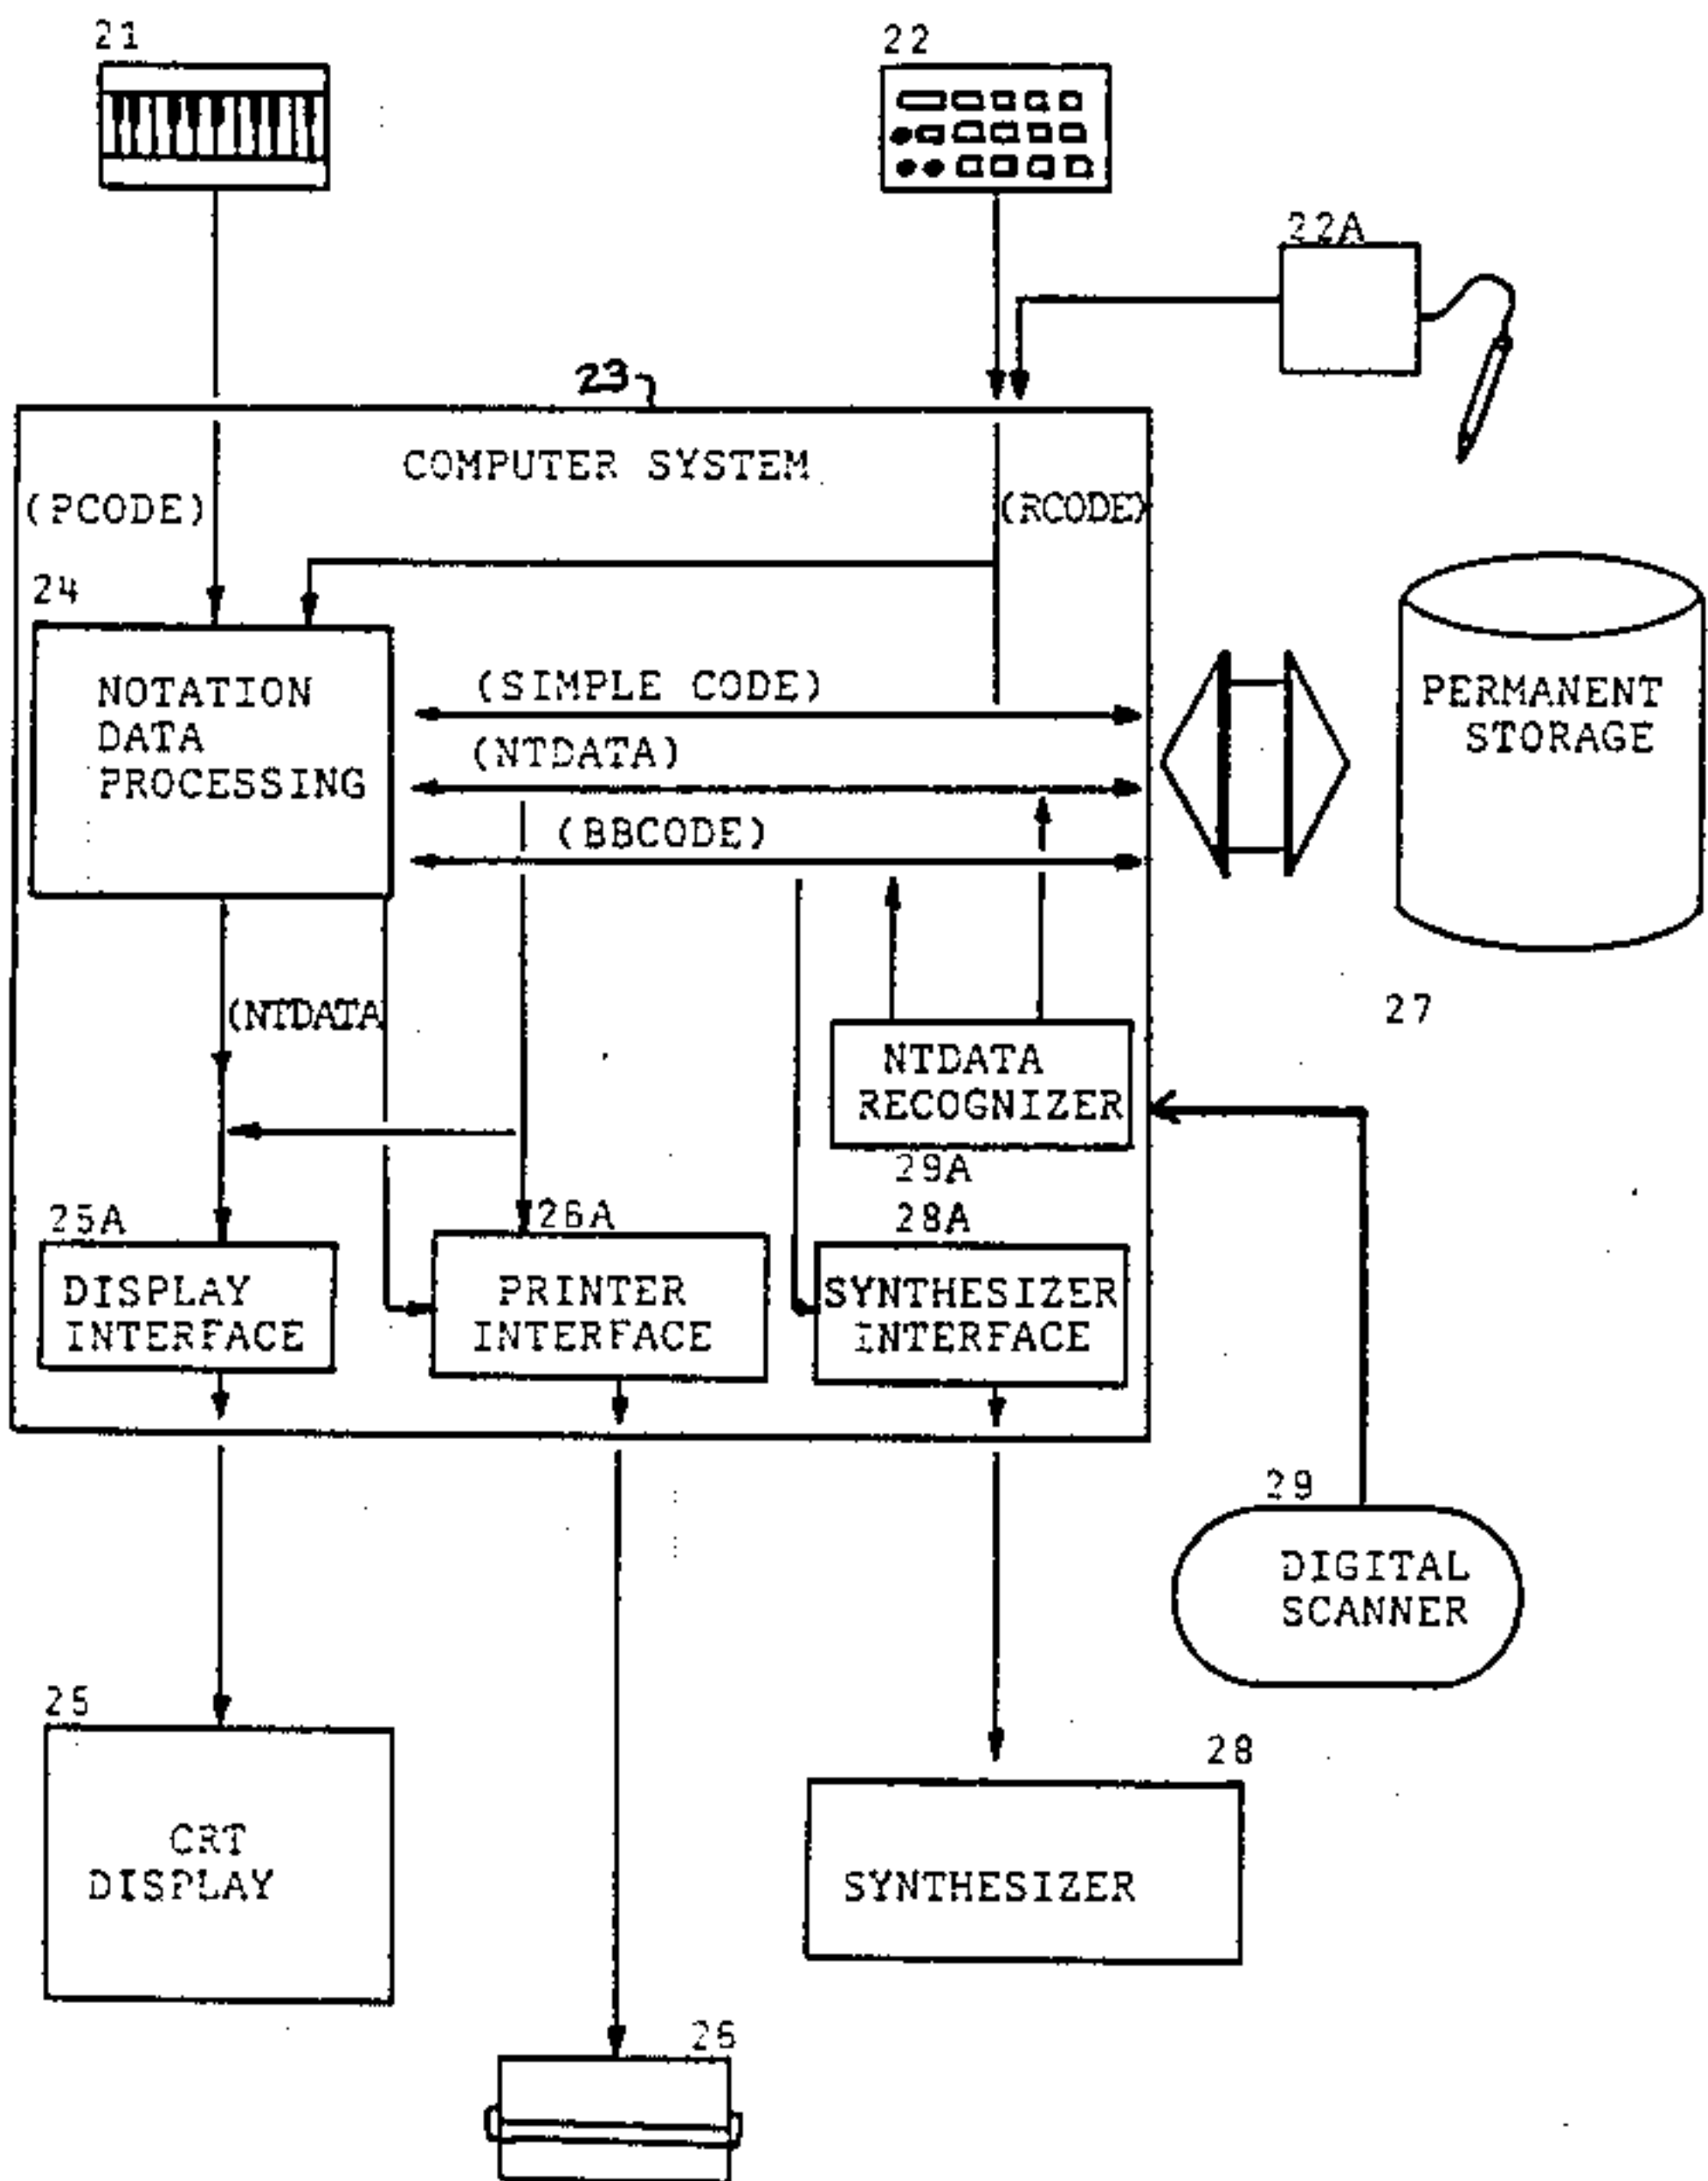 21
22
22A
23
COMPUTER SYSTEM
(PCODE)
(RCODE)
24
NOTATION
DATA
PROCESSING
(SIMPLE CODE)
(NTDATA)
(BBCODE)
PERMANENT
STORAGE
27
(NTDATA
NTDATA
RECOGNIZER
29A
25A
DISPLAY
INTERFACE
26A
PRINTER
INTERFACE
28A
SYNTHESIZER
INTERFACE
29
DIGITAL
SCANNER
25
CRT
DISPLAY
28
SYNTHESIZER
26